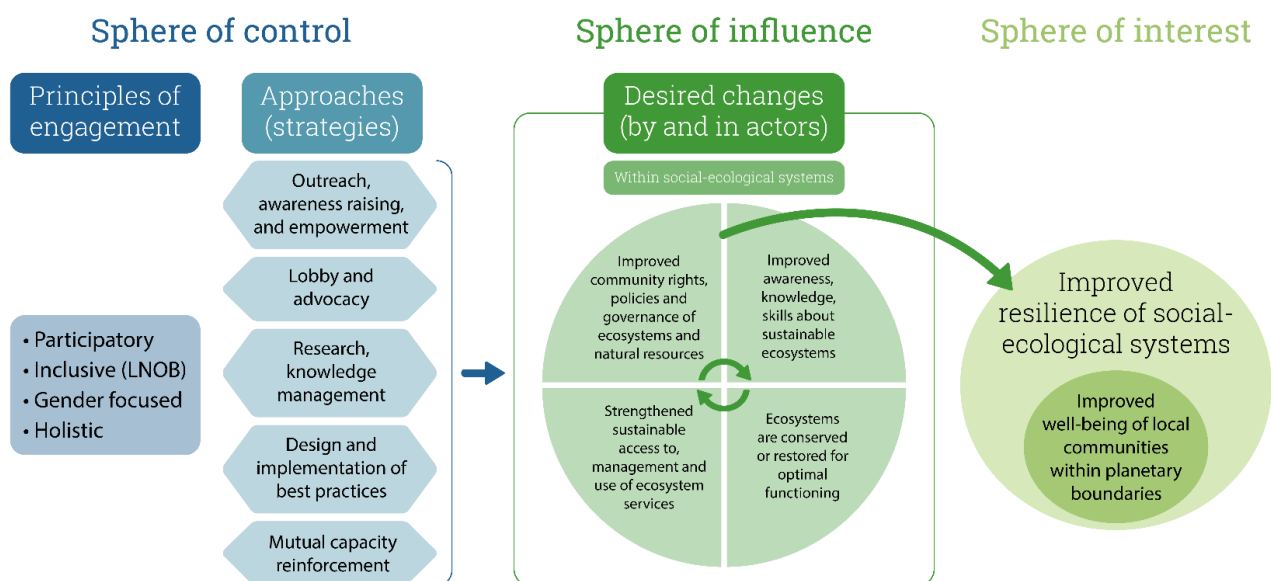 Sphere of control
Principles of
engagement
• Participatory
• Inclusive (LNOB)
• Gender focused
• Holistic
Approaches
(strategies)
Outreach,
awareness raising,
and empowerment
Lobby and
advocacy
Research,
knowledge
management
Design and
implementation of
best practices
Mutual capacity
reinforcement
Sphere of influence
Desired changes
(by and in actors)
Within social-ecological systems
Improved
community rights,
policies and
governance of
ecosystems and
natural resources
Improved
awareness,
knowledge,
skills about
sustainable
ecosystems
Strengthened
sustainable
access to,
management and
use of ecosystem
services
Ecosystems
are conserved
or restored for
optimal
functioning
Sphere of interest
Improved
resilience of social-
ecological systems
Improved
well-being of local
communities
within planetary
boundaries